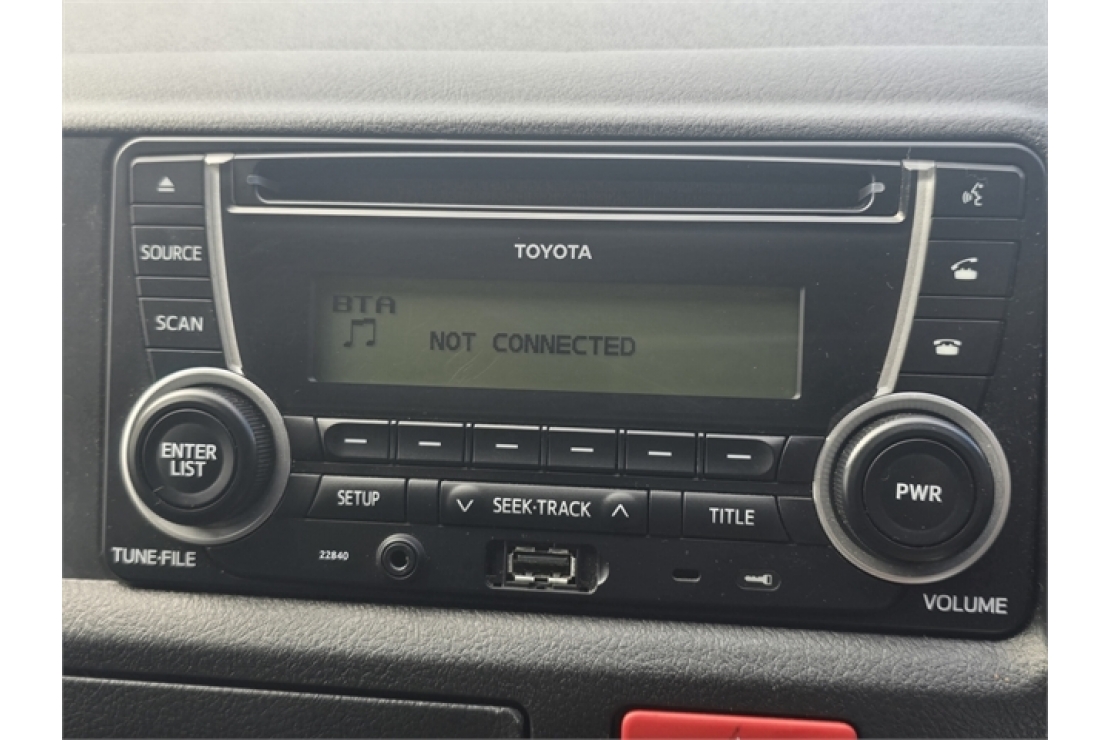 TOYOTA
SOURCE
BTA
SCAN
NOT CONNECTED
ENTER
LIST
PWR
SETUP
SEEK·TRACK
TITLE
TUNE·FILE
22840
VOLUME